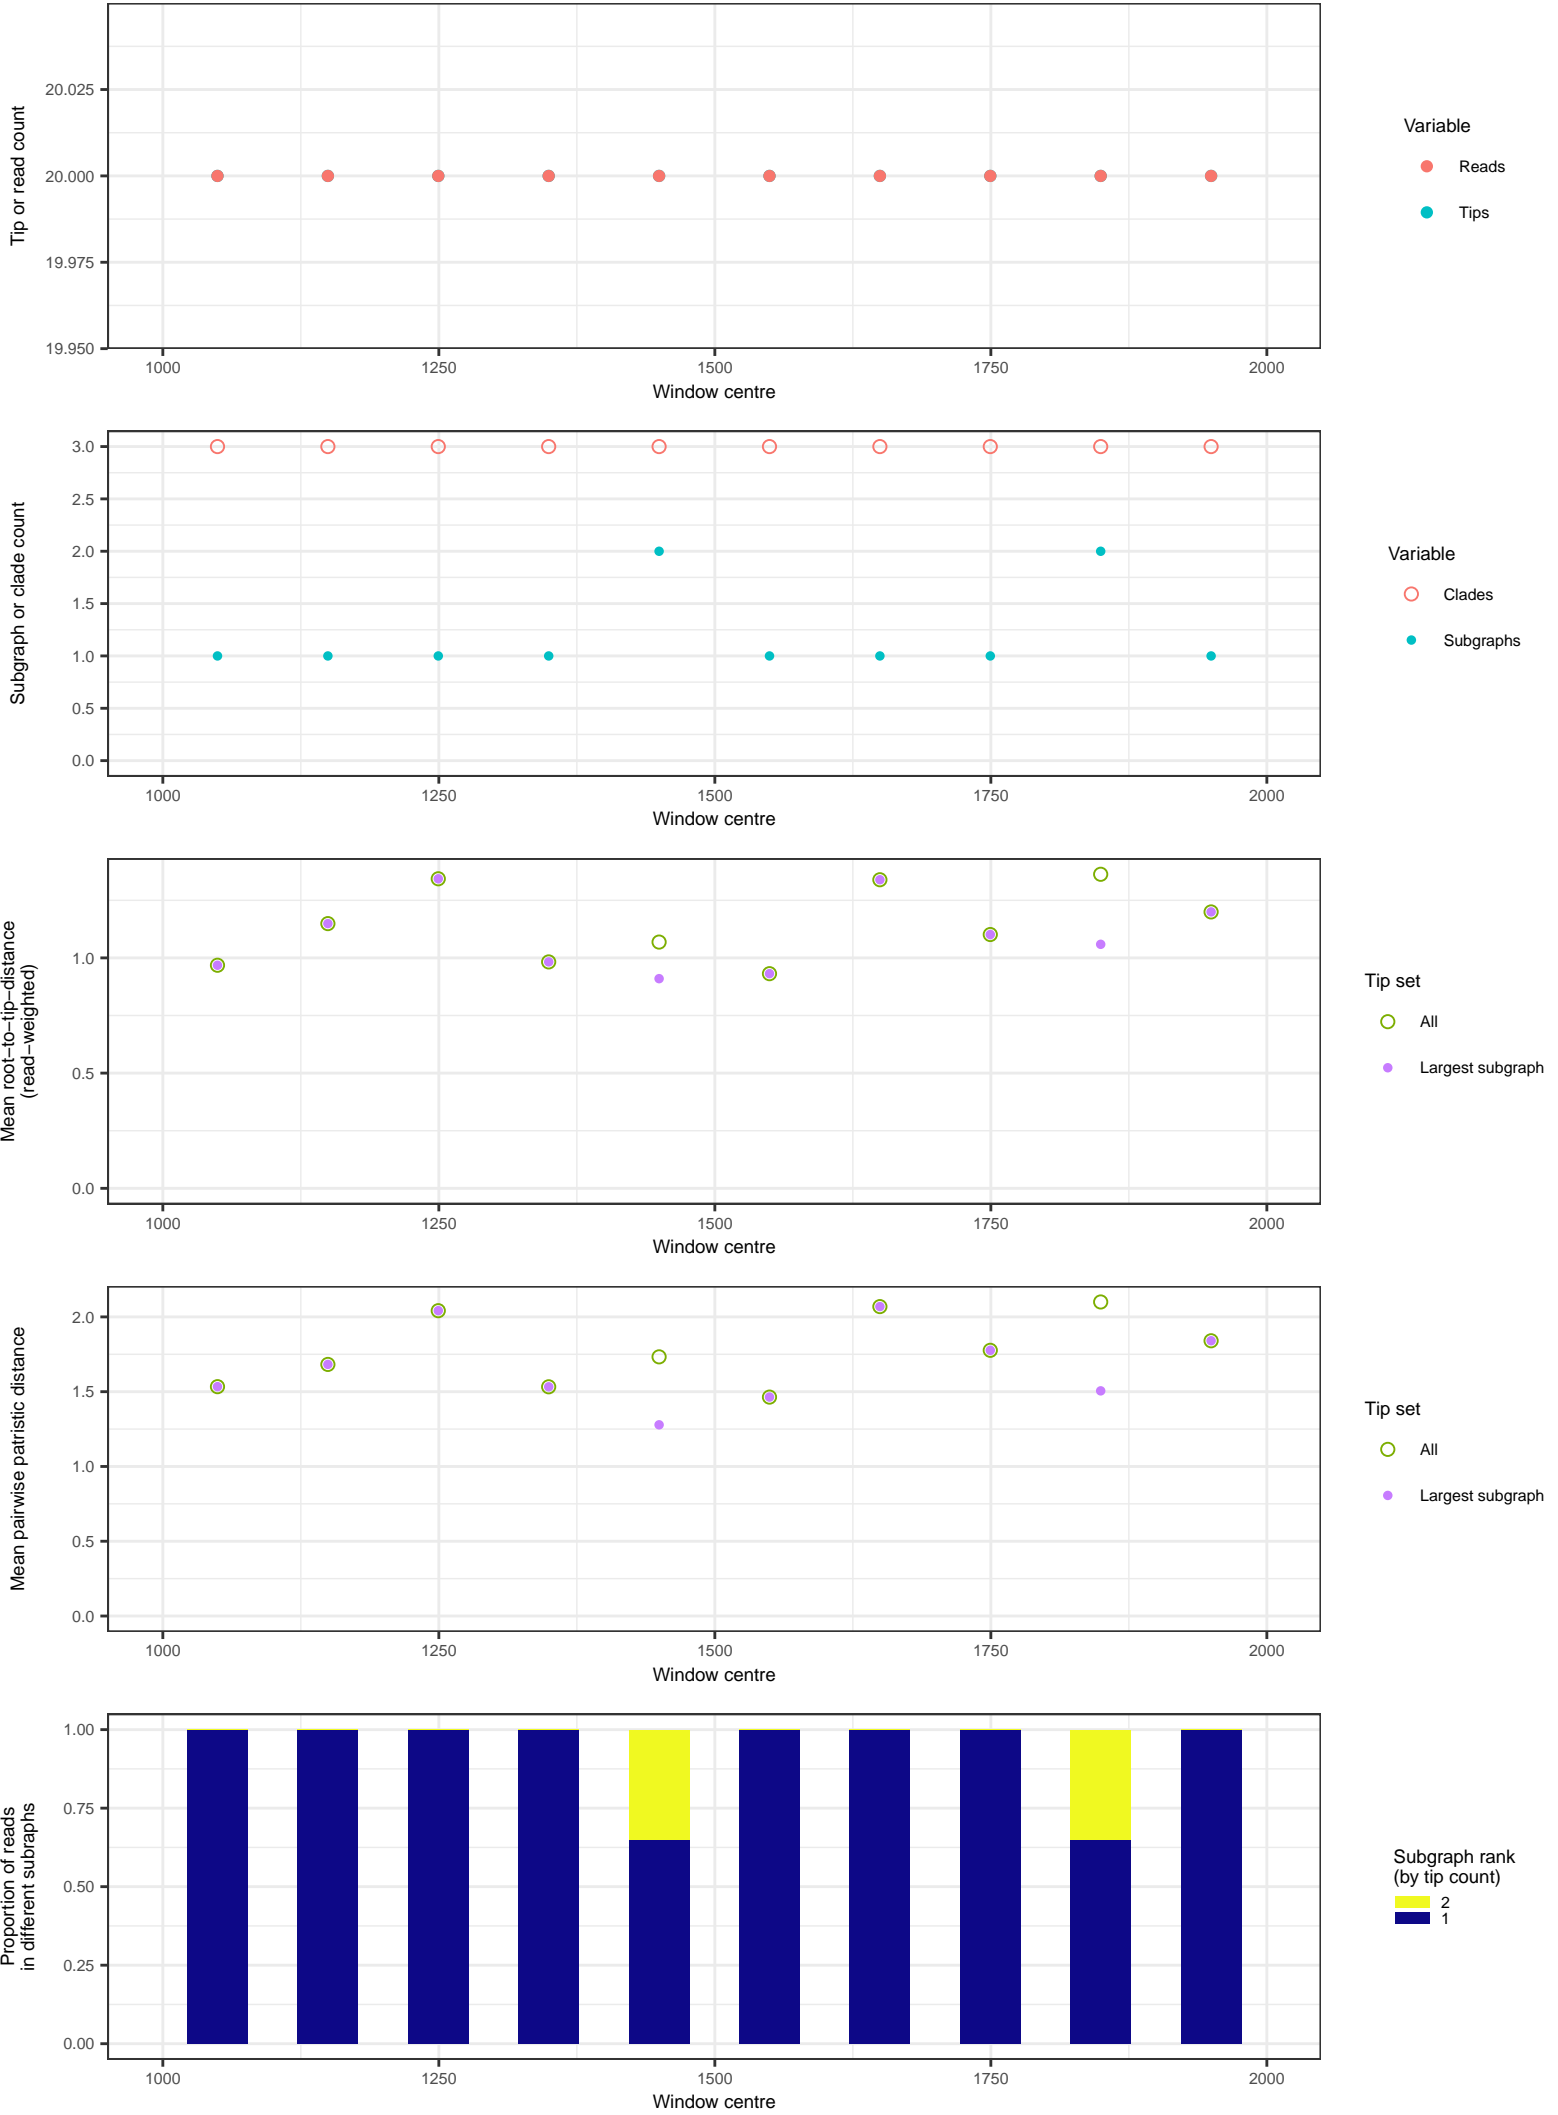 Tip or read count
20.025
20.000
19.975
19.950
1000 1250 1500 1750 2000
Window centre
Variable
Reads
Tips
Subgraph or clade count
3.0
2.5
2.0
1.5
1.0
0.5
0.0
1000 1250 1500 1750 2000
Window centre
Variable
Clades
Subgraphs
Mean root−to−tip−distance
(read−weighted)
1.0
0.5
0.0
1000 1250 1500 1750 2000
Window centre
Tip set
All
Largest subgraph
Mean pairwise patristic distance
2.0
1.5
1.0
0.5
0.0
1000 1250 1500 1750 2000
Window centre
Tip set
All
Largest subgraph
Proportion of reads
in different subraphs
1.00
0.75
0.50
0.25
0.00
1000 1250 1500 1750 2000
Window centre
Subgraph rank
(by tip count)
2
1